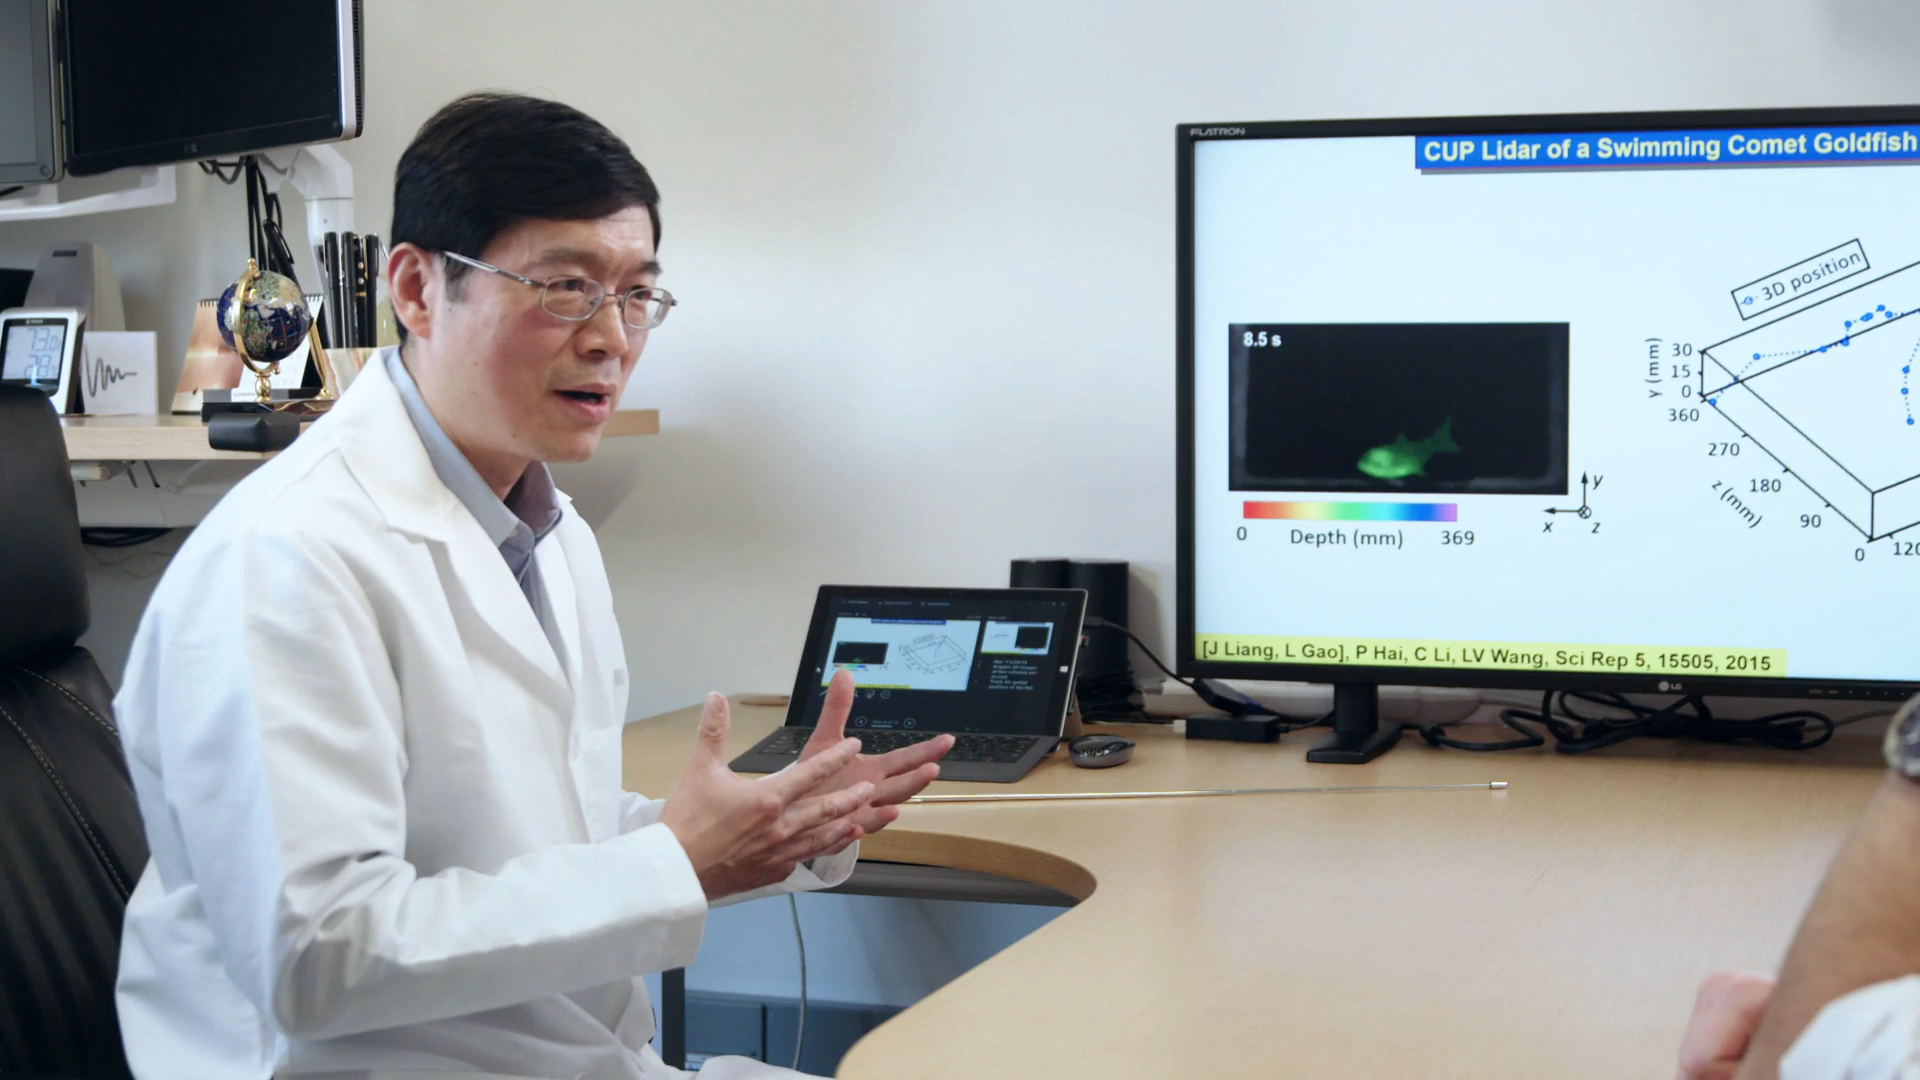 FLATRON
CUP Lidar of a Swimming Comet Goldfish
3D position
8.5 s
y (mm)
30
15
0
360
270
180
90
0
120
z (mm)
y
x
z
0
Depth (mm)
369
[J Liang, L Gao], P Hai, C Li, LV Wang, Sci Rep 5, 15505, 2015
LG